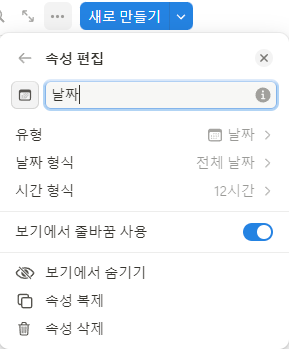 새로 만들기
속성 편집
날짜
유형 날짜
날짜 형식 전체 날짜
시간 형식 12시간
보기에서 줄바꿈 사용
보기에서 숨기기
속성 복제
속성 삭제